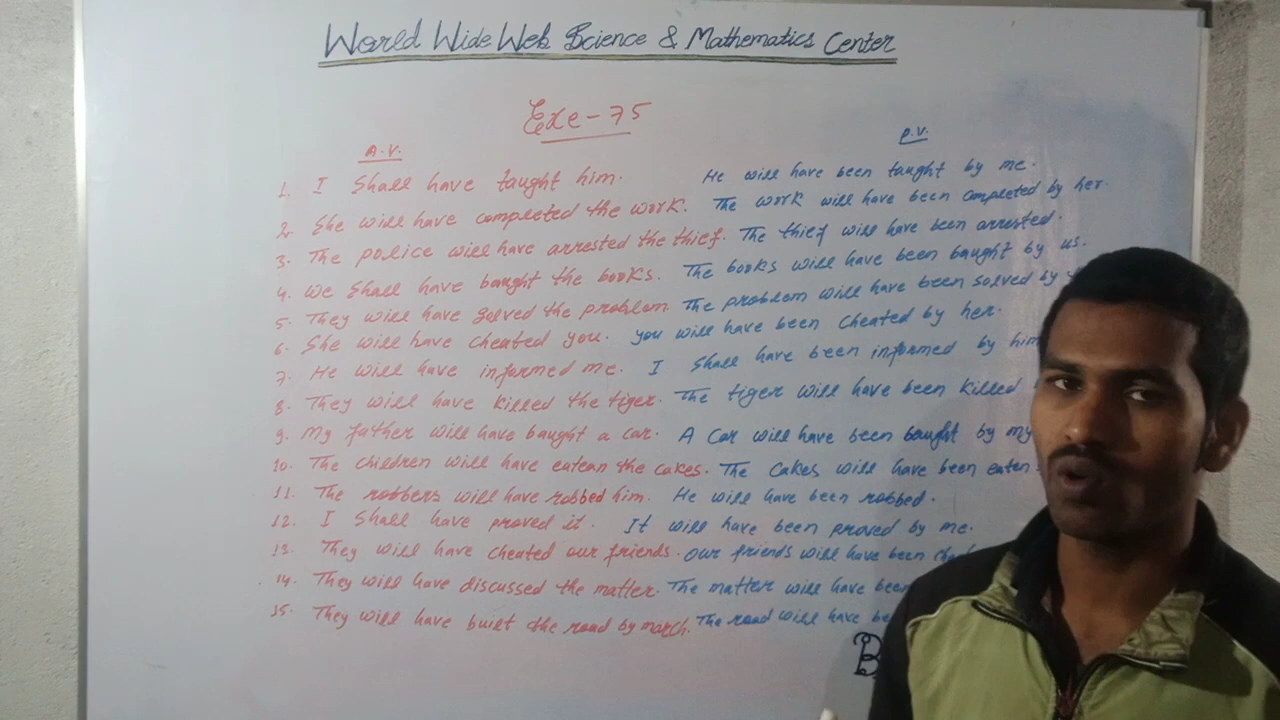 World Wide Web Science & Mathematics Center
Exe-75
A.V. P.V.
1. I Shall have taught him. He will have been taught by me.
2. She will have completed the work. The work will have been completed by her.
3. The police will have arrested the thief. The thief will have been arrested.
4. We Shall have baught the books. The books will have been baught by us.
5. They will have solved the problem. The problem will have been solved by
6. She will have cheated you. you will have been cheated by her.
7. He will have informed me. I Shall have been informed by him
8. They will have killed the tiger. The tiger will have been killed
9. My father will have baught a car. A Car will have been baught by my
10. The children will have eatean the cakes. The Cakes will have been eaten.
11. The robbers will have robbed him. He will have been robbed.
12. I Shall have proved it. It will have been proved by me.
13. They will have cheated our friends. our friends will have been
14. They will have discussed the matter. The matter will have been
15. They will have built the road by march. The road will have
B